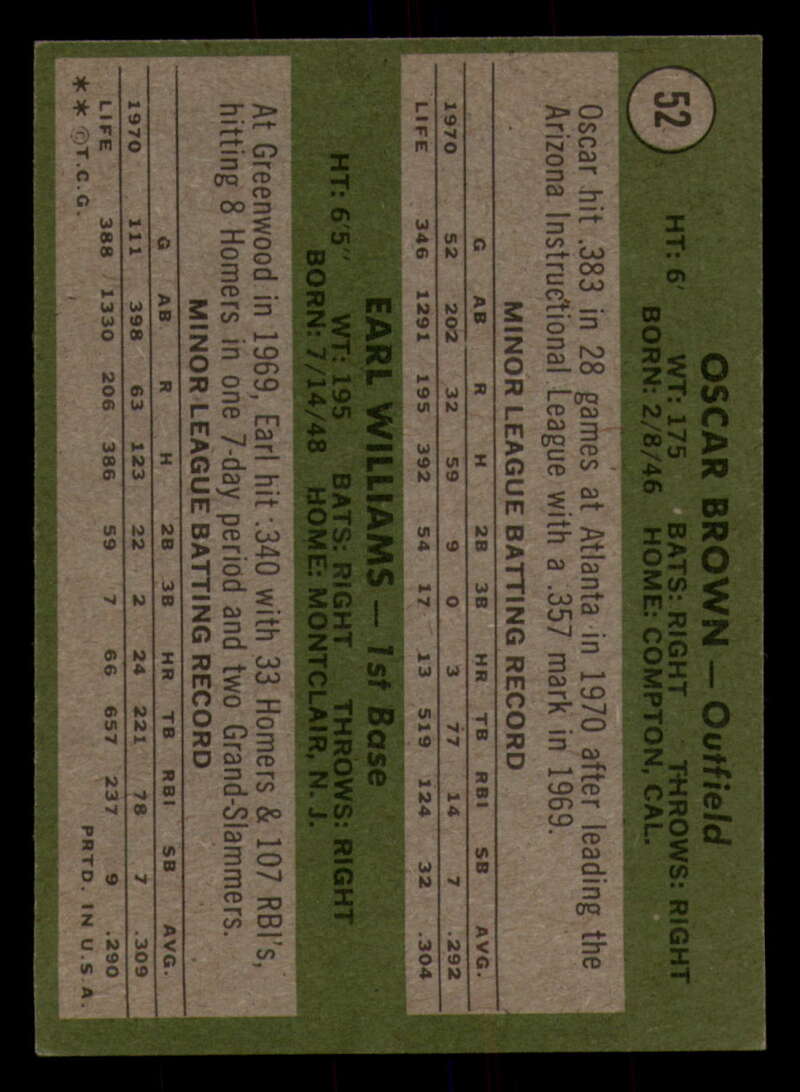 52
OSCAR BROWN — Outfield
HT: 6' WT: 175 BATS: RIGHT THROWS: RIGHT
BORN: 2/8/46 HOME: COMPTON, CAL.
Oscar hit .383 in 28 games at Atlanta in 1970 after leading the
Arizona Instructional League with a .357 mark in 1969.
MINOR LEAGUE BATTING RECORD
G AB R H 2B 3B HR TB RBI SB AVG.
1970 52 202 32 59 9 0 3 77 14 7 .292
LIFE 346 1291 195 392 54 17 13 519 124 32 .304
EARL WILLIAMS — 1st Base
HT: 6'5" WT: 195 BATS: RIGHT THROWS: RIGHT
BORN: 7/14/48 HOME: MONTCLAIR, N. J.
At Greenwood in 1969, Earl hit .340 with 33 Homers & 107 RBI's,
hitting 8 Homers in one 7-day period and two Grand-Slammers.
MINOR LEAGUE BATTING RECORD
G AB R H 2B 3B HR TB RBI SB AVG.
1970 111 398 63 123 22 2 24 221 78 7 .309
LIFE 388 1330 206 386 59 7 66 657 237 9 .290
* * © T.C.G. PRTD. IN U.S.A.